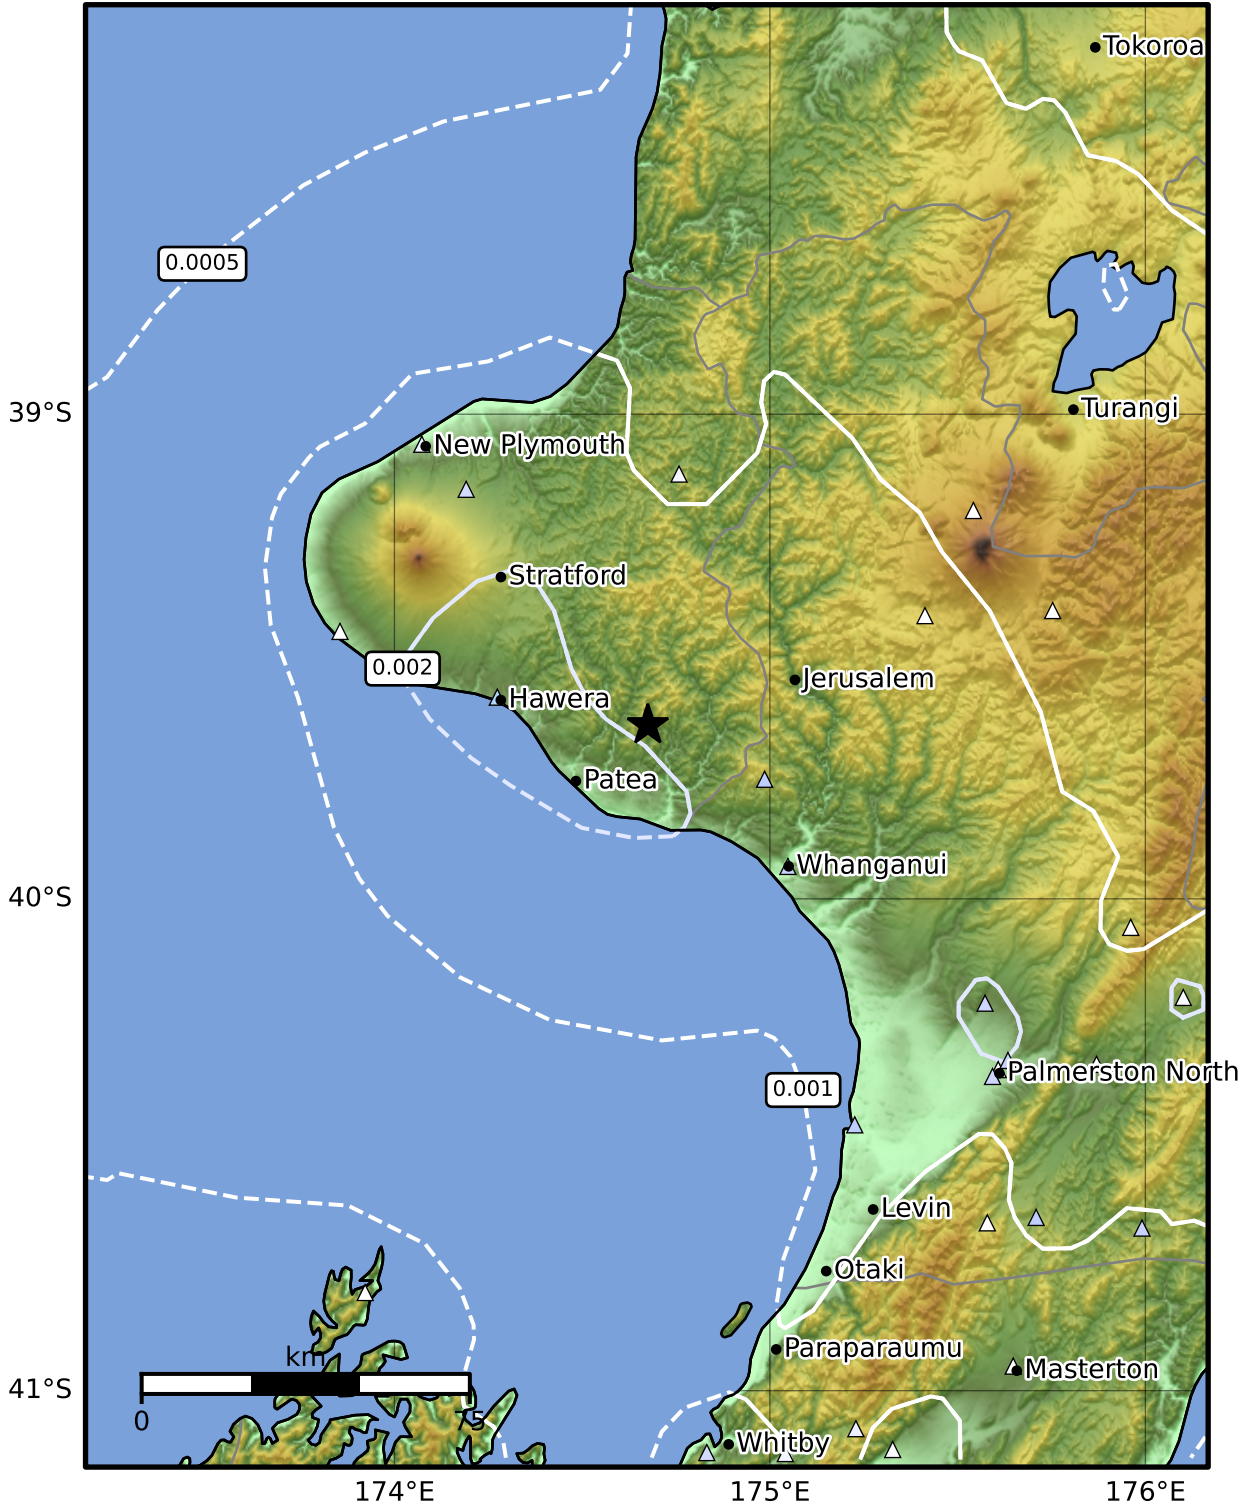 Tokoroa
0.0005
39°S
Turangi
New Plymouth
Stratford
0.002
Jerusalem
Hawera
Patea
Whanganui
40°S
Palmerston North
0.001
Levin
Otaki
Paraparaumu
km
Masterton
41°S
0
75
Whitby
174°E
175°E
176°E